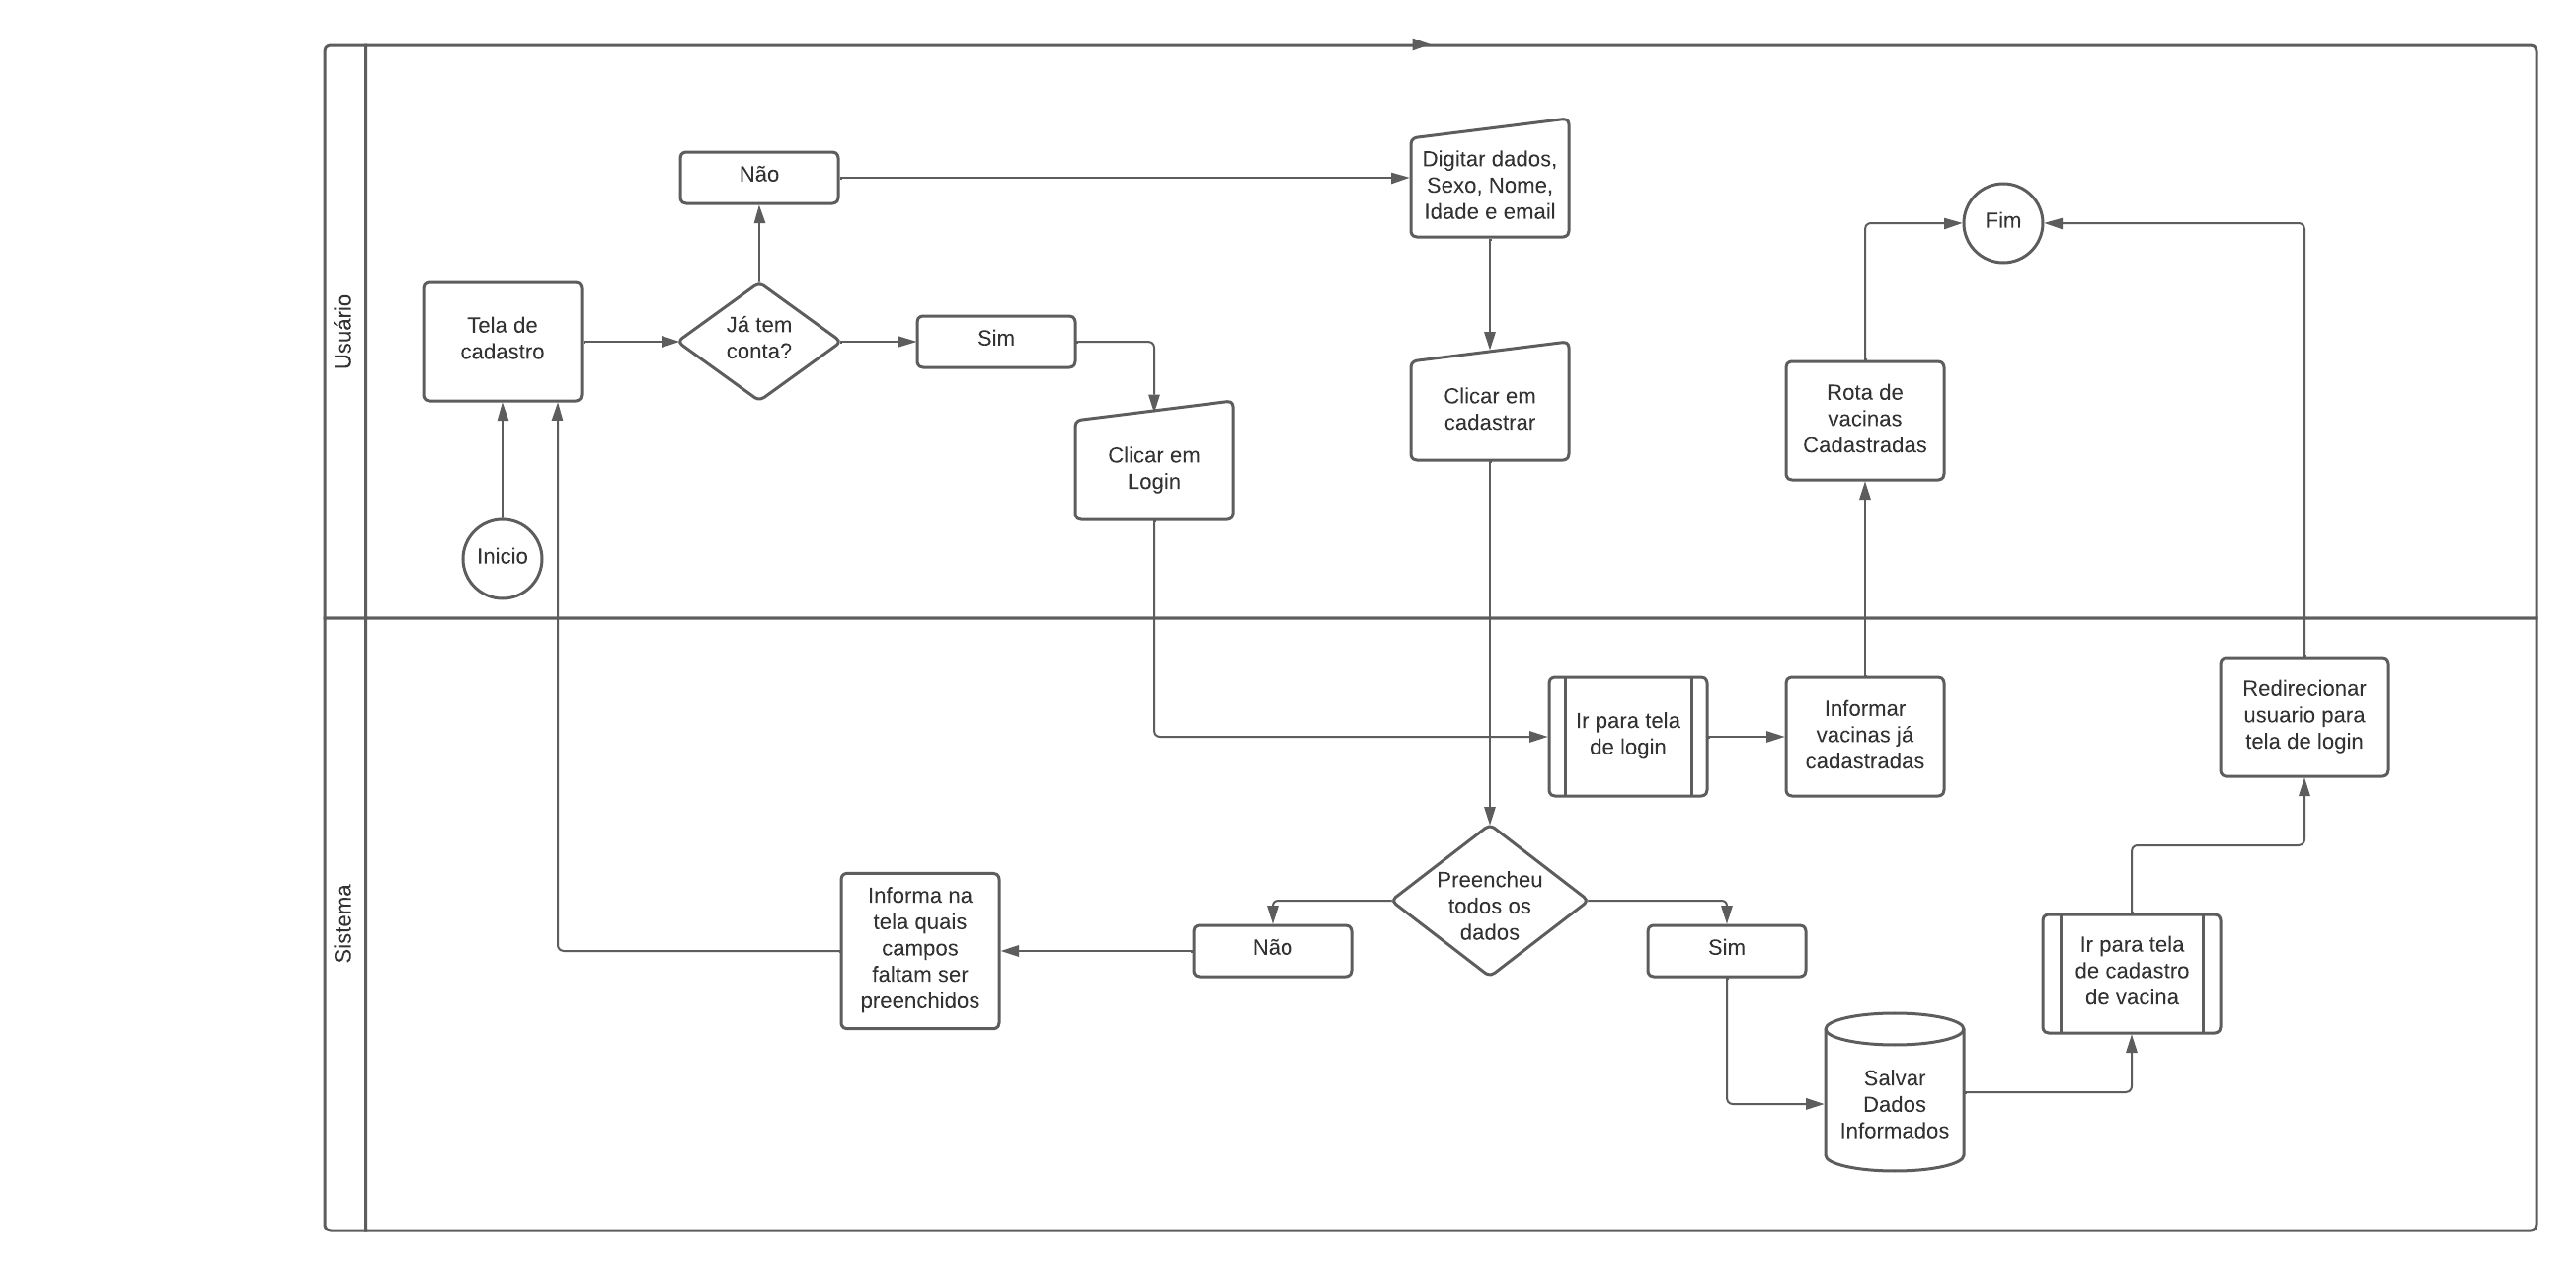 Usuário
Não
Digitar dados,
Sexo, Nome,
Idade e email
Fim
Tela de
cadastro
Já tem
conta?
Sim
Clicar em
Login
Clicar em
cadastrar
Rota de
vacinas
Cadastradas
Inicio
Sistema
Ir para tela
de login
Informar
vacinas já
cadastradas
Redirecionar
usuario para
tela de login
Informa na
tela quais
campos
faltam ser
preenchidos
Não
Preencheu
todos os
dados
Sim
Ir para tela
de cadastro
de vacina
Salvar
Dados
Informados